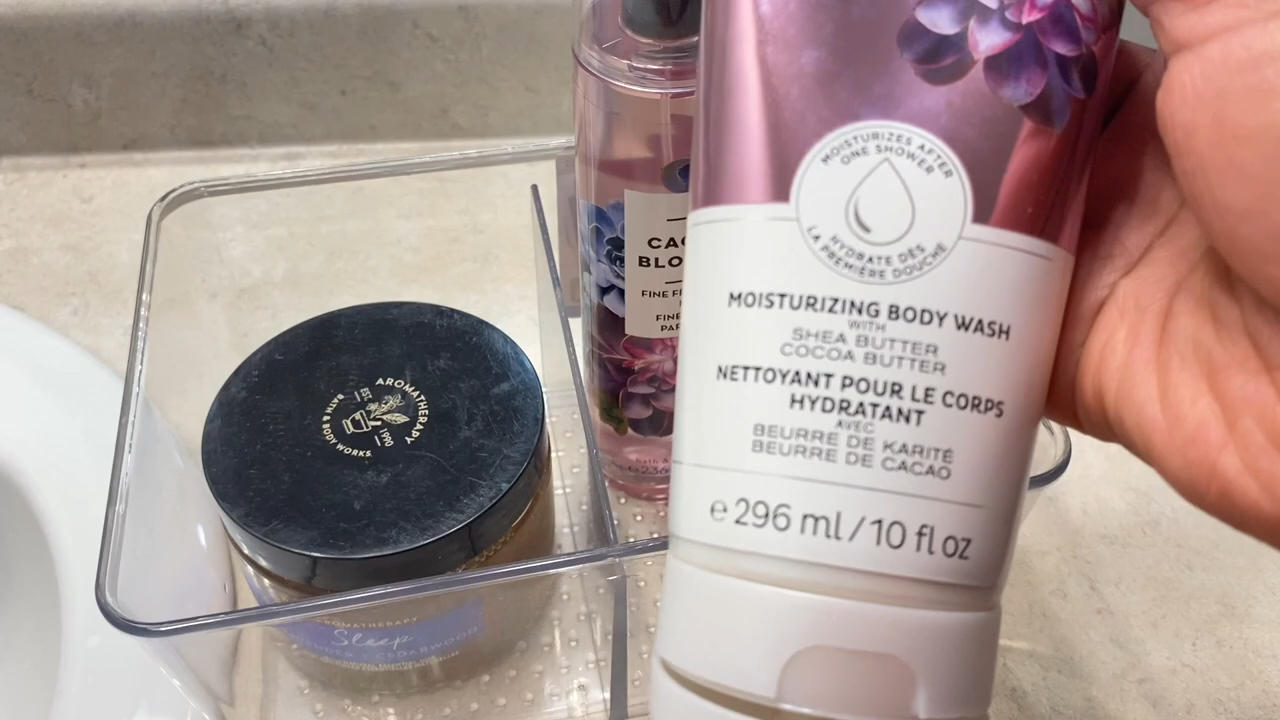 MOISTURIZES AFTER
ONE SHOWER
HYDRATE DÈS
LA PREMIÈRE DOUCHE
MOISTURIZING BODY WASH
WITH
SHEA BUTTER
COCOA BUTTER
NETTOYANT POUR LE CORPS
HYDRATANT
AVEC
BEURRE DE KARITÉ
BEURRE DE CACAO
e 296 ml / 10 fl oz
CAC
BLO
FINE F
FINE
PAR
236
AROMATHERAPY
EST. 1990
BATH & BODY WORKS
AROMATHERAPY
Sleep
CEDARWOOD